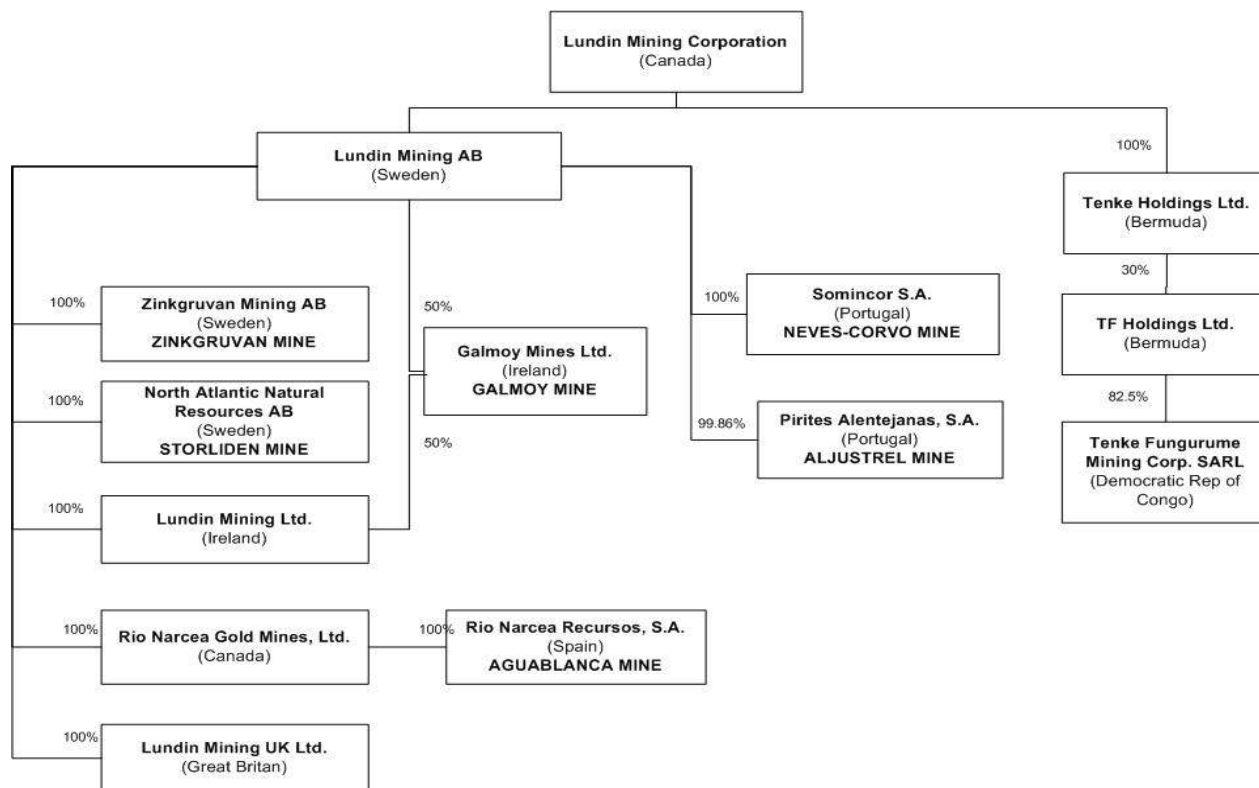 Lundin Mining Corporation
(Canada)
Lundin Mining AB
(Sweden)
100%
Tenke Holdings Ltd.
(Bermuda)
30%
TF Holdings Ltd.
(Bermuda)
82.5%
Tenke Fungurume
Mining Corp. SARL
(Democratic Rep of
Congo)
100%
Zinkgruvan Mining AB
(Sweden)
ZINKGRUVAN MINE
100%
North Atlantic Natural
Resources AB
(Sweden)
STORLIDEN MINE
100%
Lundin Mining Ltd.
(Ireland)
50%
Galmoy Mines Ltd.
(Ireland)
GALMOY MINE
50%
100%
Somincor S.A.
(Portugal)
NEVES-CORVO MINE
99.86%
Pirites Alentejanas, S.A.
(Portugal)
ALJUSTREL MINE
100%
Rio Narcea Gold Mines, Ltd.
(Canada)
100%
Rio Narcea Recursos, S.A.
(Spain)
AGUABLANCA MINE
100%
Lundin Mining UK Ltd.
(Great Britan)